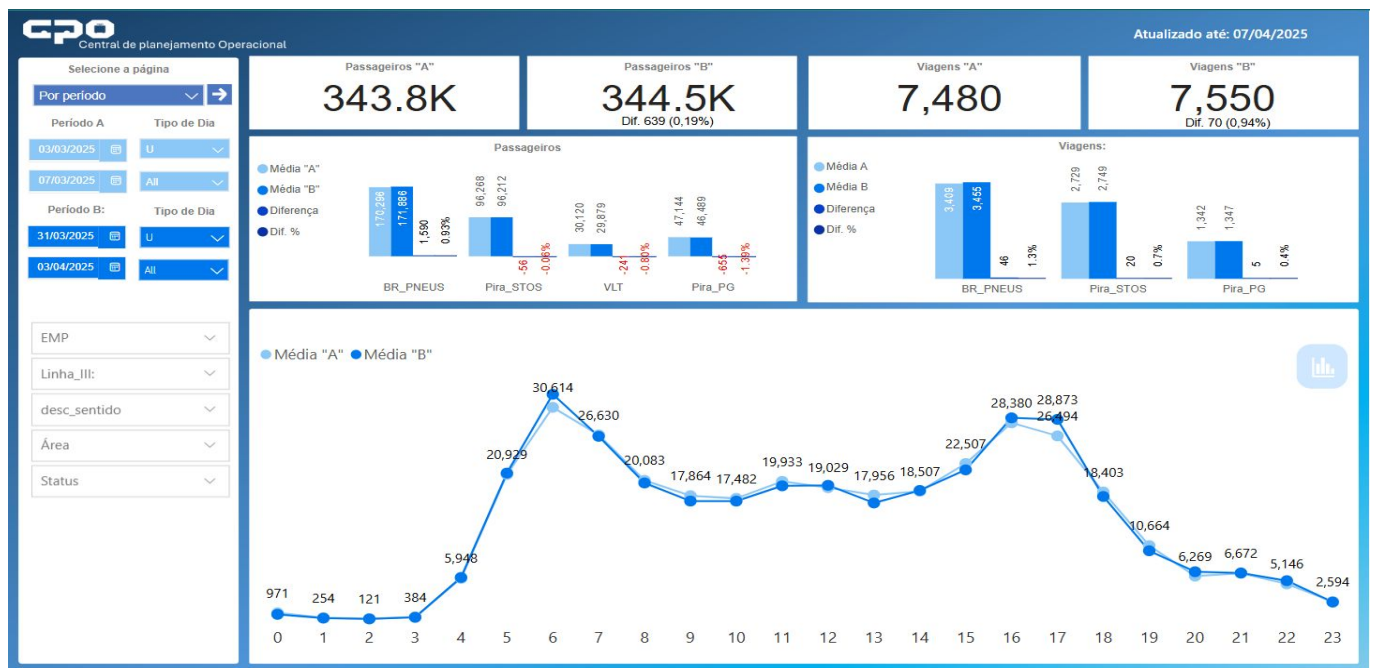 CPO
Central de planejamento Operacional
Atualizado até: 07/04/2025
Selecione a página
Por período
Período A
Tipo de Dia
03/03/2025
U
07/03/2025
All
Período B:
Tipo de Dia
31/03/2025
U
03/04/2025
All
EMP
Linha_III:
desc_sentido
Área
Status
Passageiros "A"
343.8K
Passageiros "B"
344.5K
Dif. 639 (0,19%)
Viagens "A"
7,480
Viagens "B"
7,550
Dif. 70 (0,94%)
Passageiros
Média "A"
Média "B"
Diferença
Dif. %
170,296
171,886
1,590
0.93%
BR_PNEUS
96,268
96,212
-56
-0.06%
Pira_STOS
30,120
29,879
-241
-0.80%
VLT
47,144
46,489
-655
-1.39%
Pira_PG
Viagens:
Média A
Média B
Diferença
Dif. %
3,409
3,455
46
1.3%
BR_PNEUS
2,729
2,749
20
0.7%
Pira_STOS
1,342
1,347
5
0.4%
Pira_PG
Média "A" Média "B"
971
254
121
384
5,948
20,929
30,614
26,630
20,083
17,864
17,482
19,933
19,029
17,956
18,507
22,507
28,380
28,873
26,494
18,403
10,664
6,269
6,672
5,146
2,594
0 1 2 3 4 5 6 7 8 9 10 11 12 13 14 15 16 17 18 19 20 21 22 23